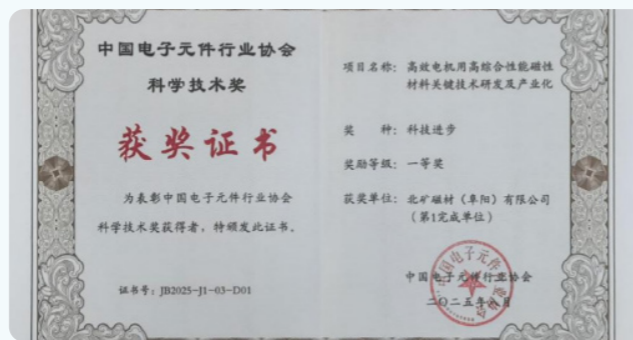 中国电子元件行业协会
科学技术奖
获奖证书
为表彰中国电子元件行业协会
科学技术奖获得者，特颁发此证书。
证书号：JB2025-J1-03-D01
项目名称：高效电机用高综合性能磁性
材料关键技术研发及产业化
奖　　种：科技进步
奖励等级：一等奖
获奖单位：北矿磁材（阜阳）有限公司
（第1完成单位）
中国电子元件行业协会
二〇二五年 月